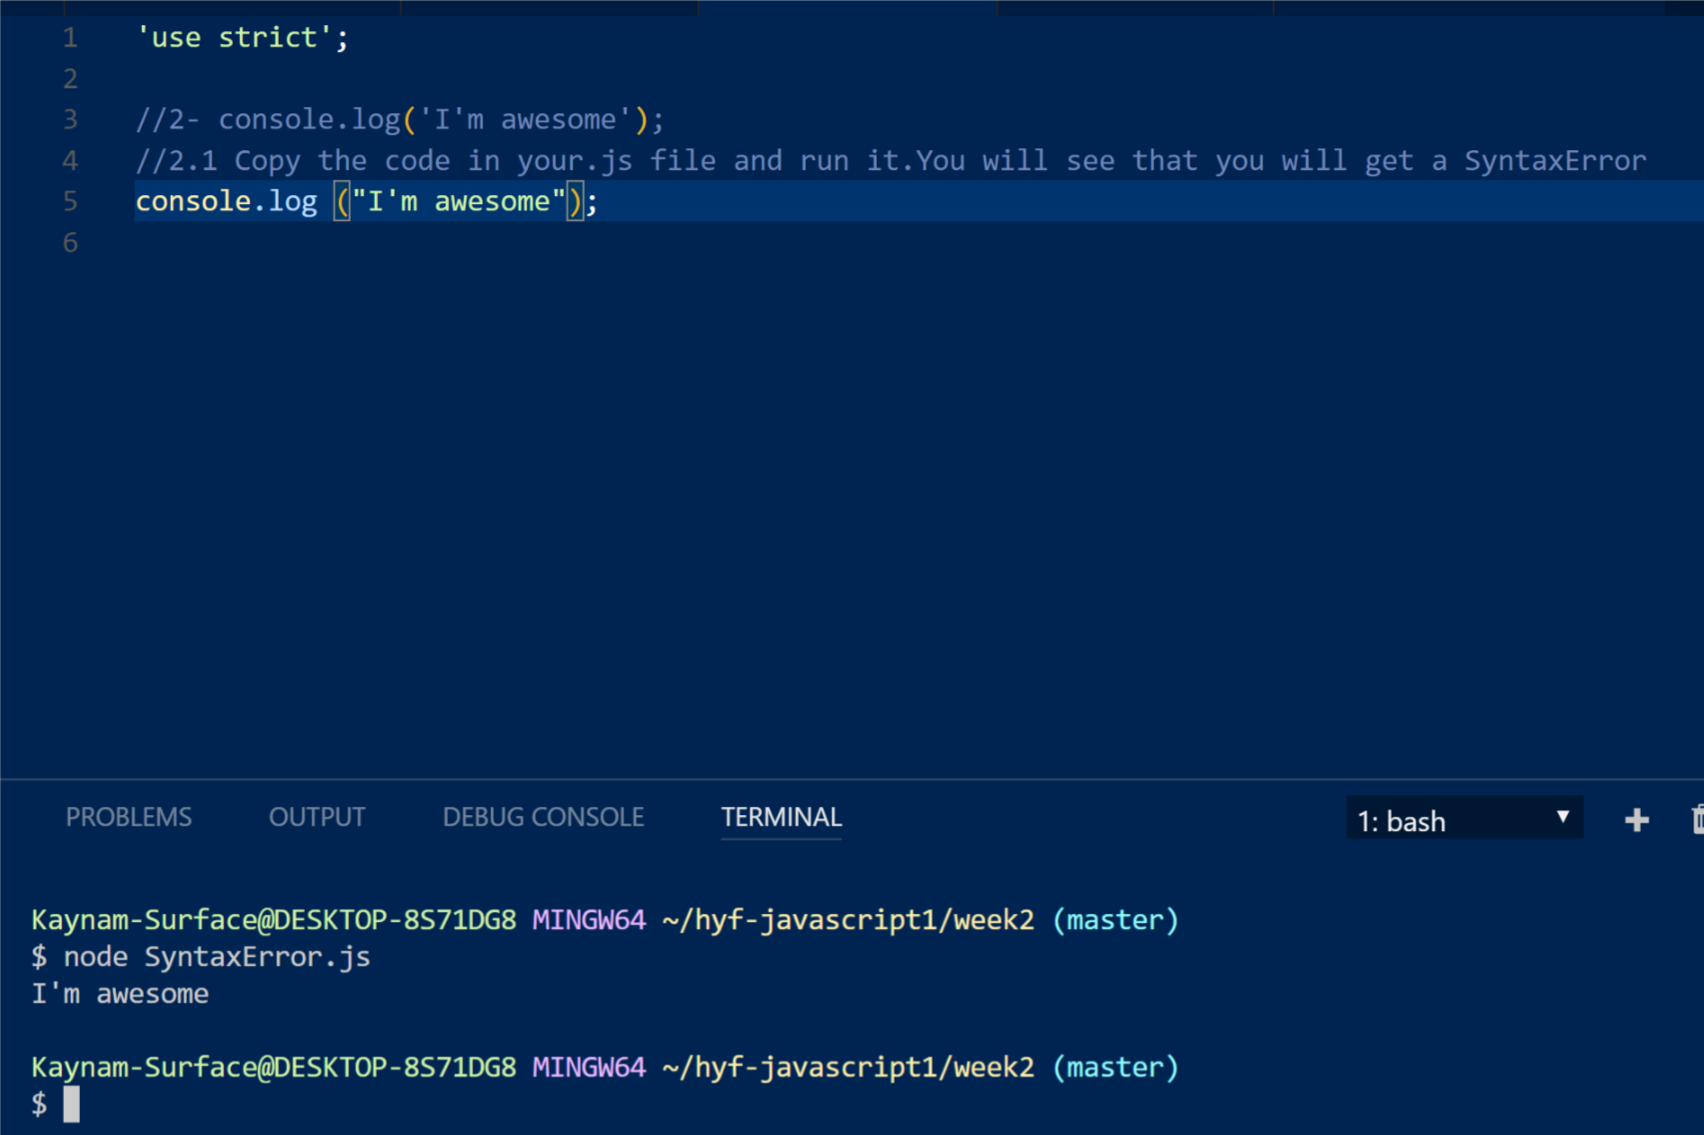 1 'use strict';
2
3 //2- console.log('I'm awesome');
4 //2.1 Copy the code in your.js file and run it.You will see that you will get a SyntaxError
5 console.log ("I'm awesome");
6
PROBLEMS OUTPUT DEBUG CONSOLE TERMINAL 1: bash
Kaynam-Surface@DESKTOP-8S71DG8 MINGW64 ~/hyf-javascript1/week2 (master)
$ node SyntaxError.js
I'm awesome
Kaynam-Surface@DESKTOP-8S71DG8 MINGW64 ~/hyf-javascript1/week2 (master)
$